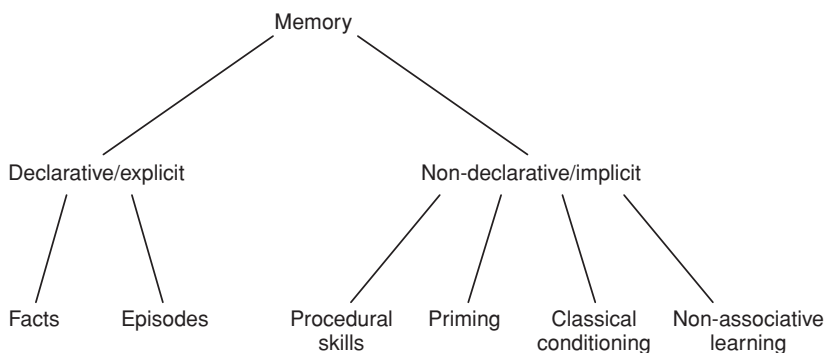 Memory
Declarative/explicit Non-declarative/implicit
Facts Episodes Procedural skills Priming Classical conditioning Non-associative learning